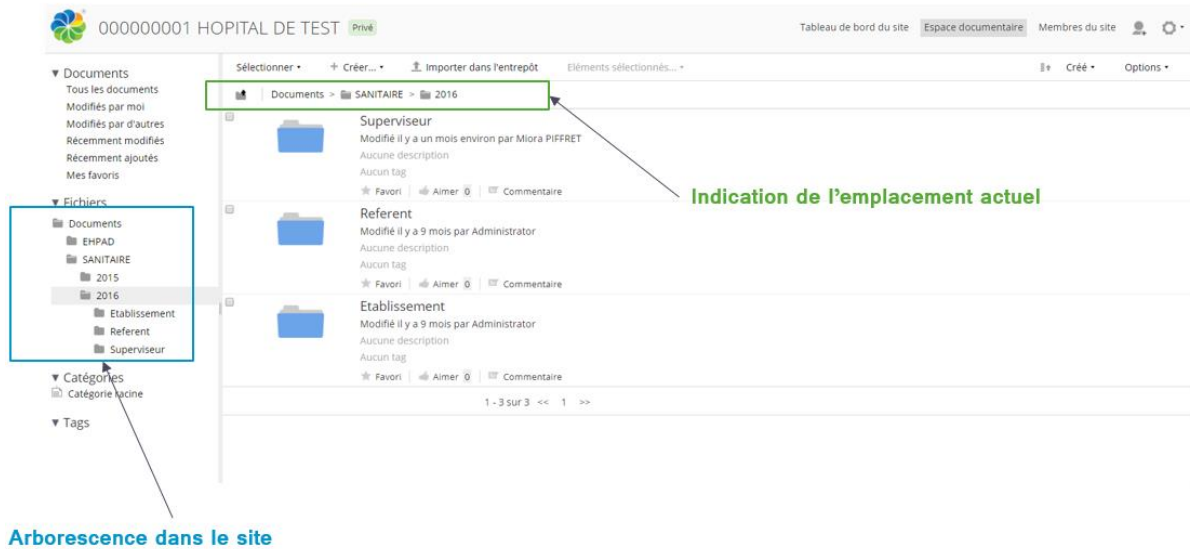 000000001 HOPITAL DE TEST Privé
Tableau de bord du site Espace documentaire Membres du site
Documents
Tous les documents
Modifiés par moi
Modifiés par d'autres
Récemment modifiés
Récemment ajoutés
Mes favoris
Fichiers
Documents
EHPAD
SANITAIRE
2015
2016
Etablissement
Referent
Superviseur
Catégories
Catégorie racine
Tags
Sélectionner + Créer... Importer dans l'entrepôt Eléments sélectionnés... Créé Options
Documents > SANITAIRE > 2016
Superviseur
Modifié il y a un mois environ par Miora PIFFRET
Aucune description
Aucun tag
Favori Aimer 0 Commentaire
Referent
Modifié il y a 9 mois par Administrator
Aucune description
Aucun tag
Favori Aimer 0 Commentaire
Etablissement
Modifié il y a 9 mois par Administrator
Aucune description
Aucun tag
Favori Aimer 0 Commentaire
1 - 3 sur 3 << 1 >>
Indication de l'emplacement actuel
Arborescence dans le site